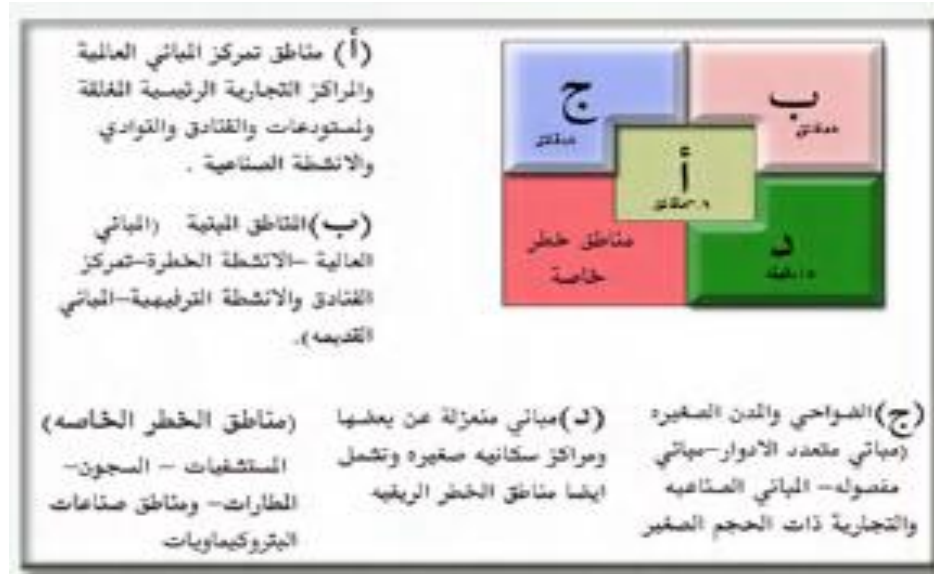 (أ) مناطق تمركز المباني العالية
والمراكز التجارية الرئيسية المغلقة
ولمستودعات والفنادق والنوادي
والانشطة الصناعية .
(ب)المناطق المبنية (المباني
العالية –الانشطة الخطرة–تمركز
الفنادق والانشطة الترفيهية–المباني
القديمه).
ب
ج
أ
د
مناطق خطر
خاصة
(ج)الضواحي والمدن الصغيره
(مباني متعدد الادوار–مباني
مفصوله– المباني الصناعيه
والتجارية ذات الحجم الصغير
(د)مباني منعزلة عن بعضها
ومراكز سكانيه صغيره وتشمل
ايضا مناطق الخطر الريفيه
(مناطق الخطر الخاصه)
المستشفيات – السجون–
المطارات– ومناطق صناعات
البتروكيماويات